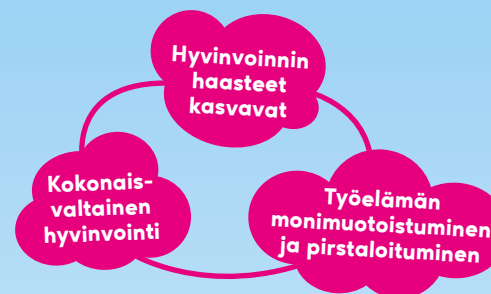 Hyvinvoinnin
haasteet
kasvavat
Kokonais-
valtainen
hyvinvointi
Työelämän
monimuotoistuminen
ja pirstaloituminen